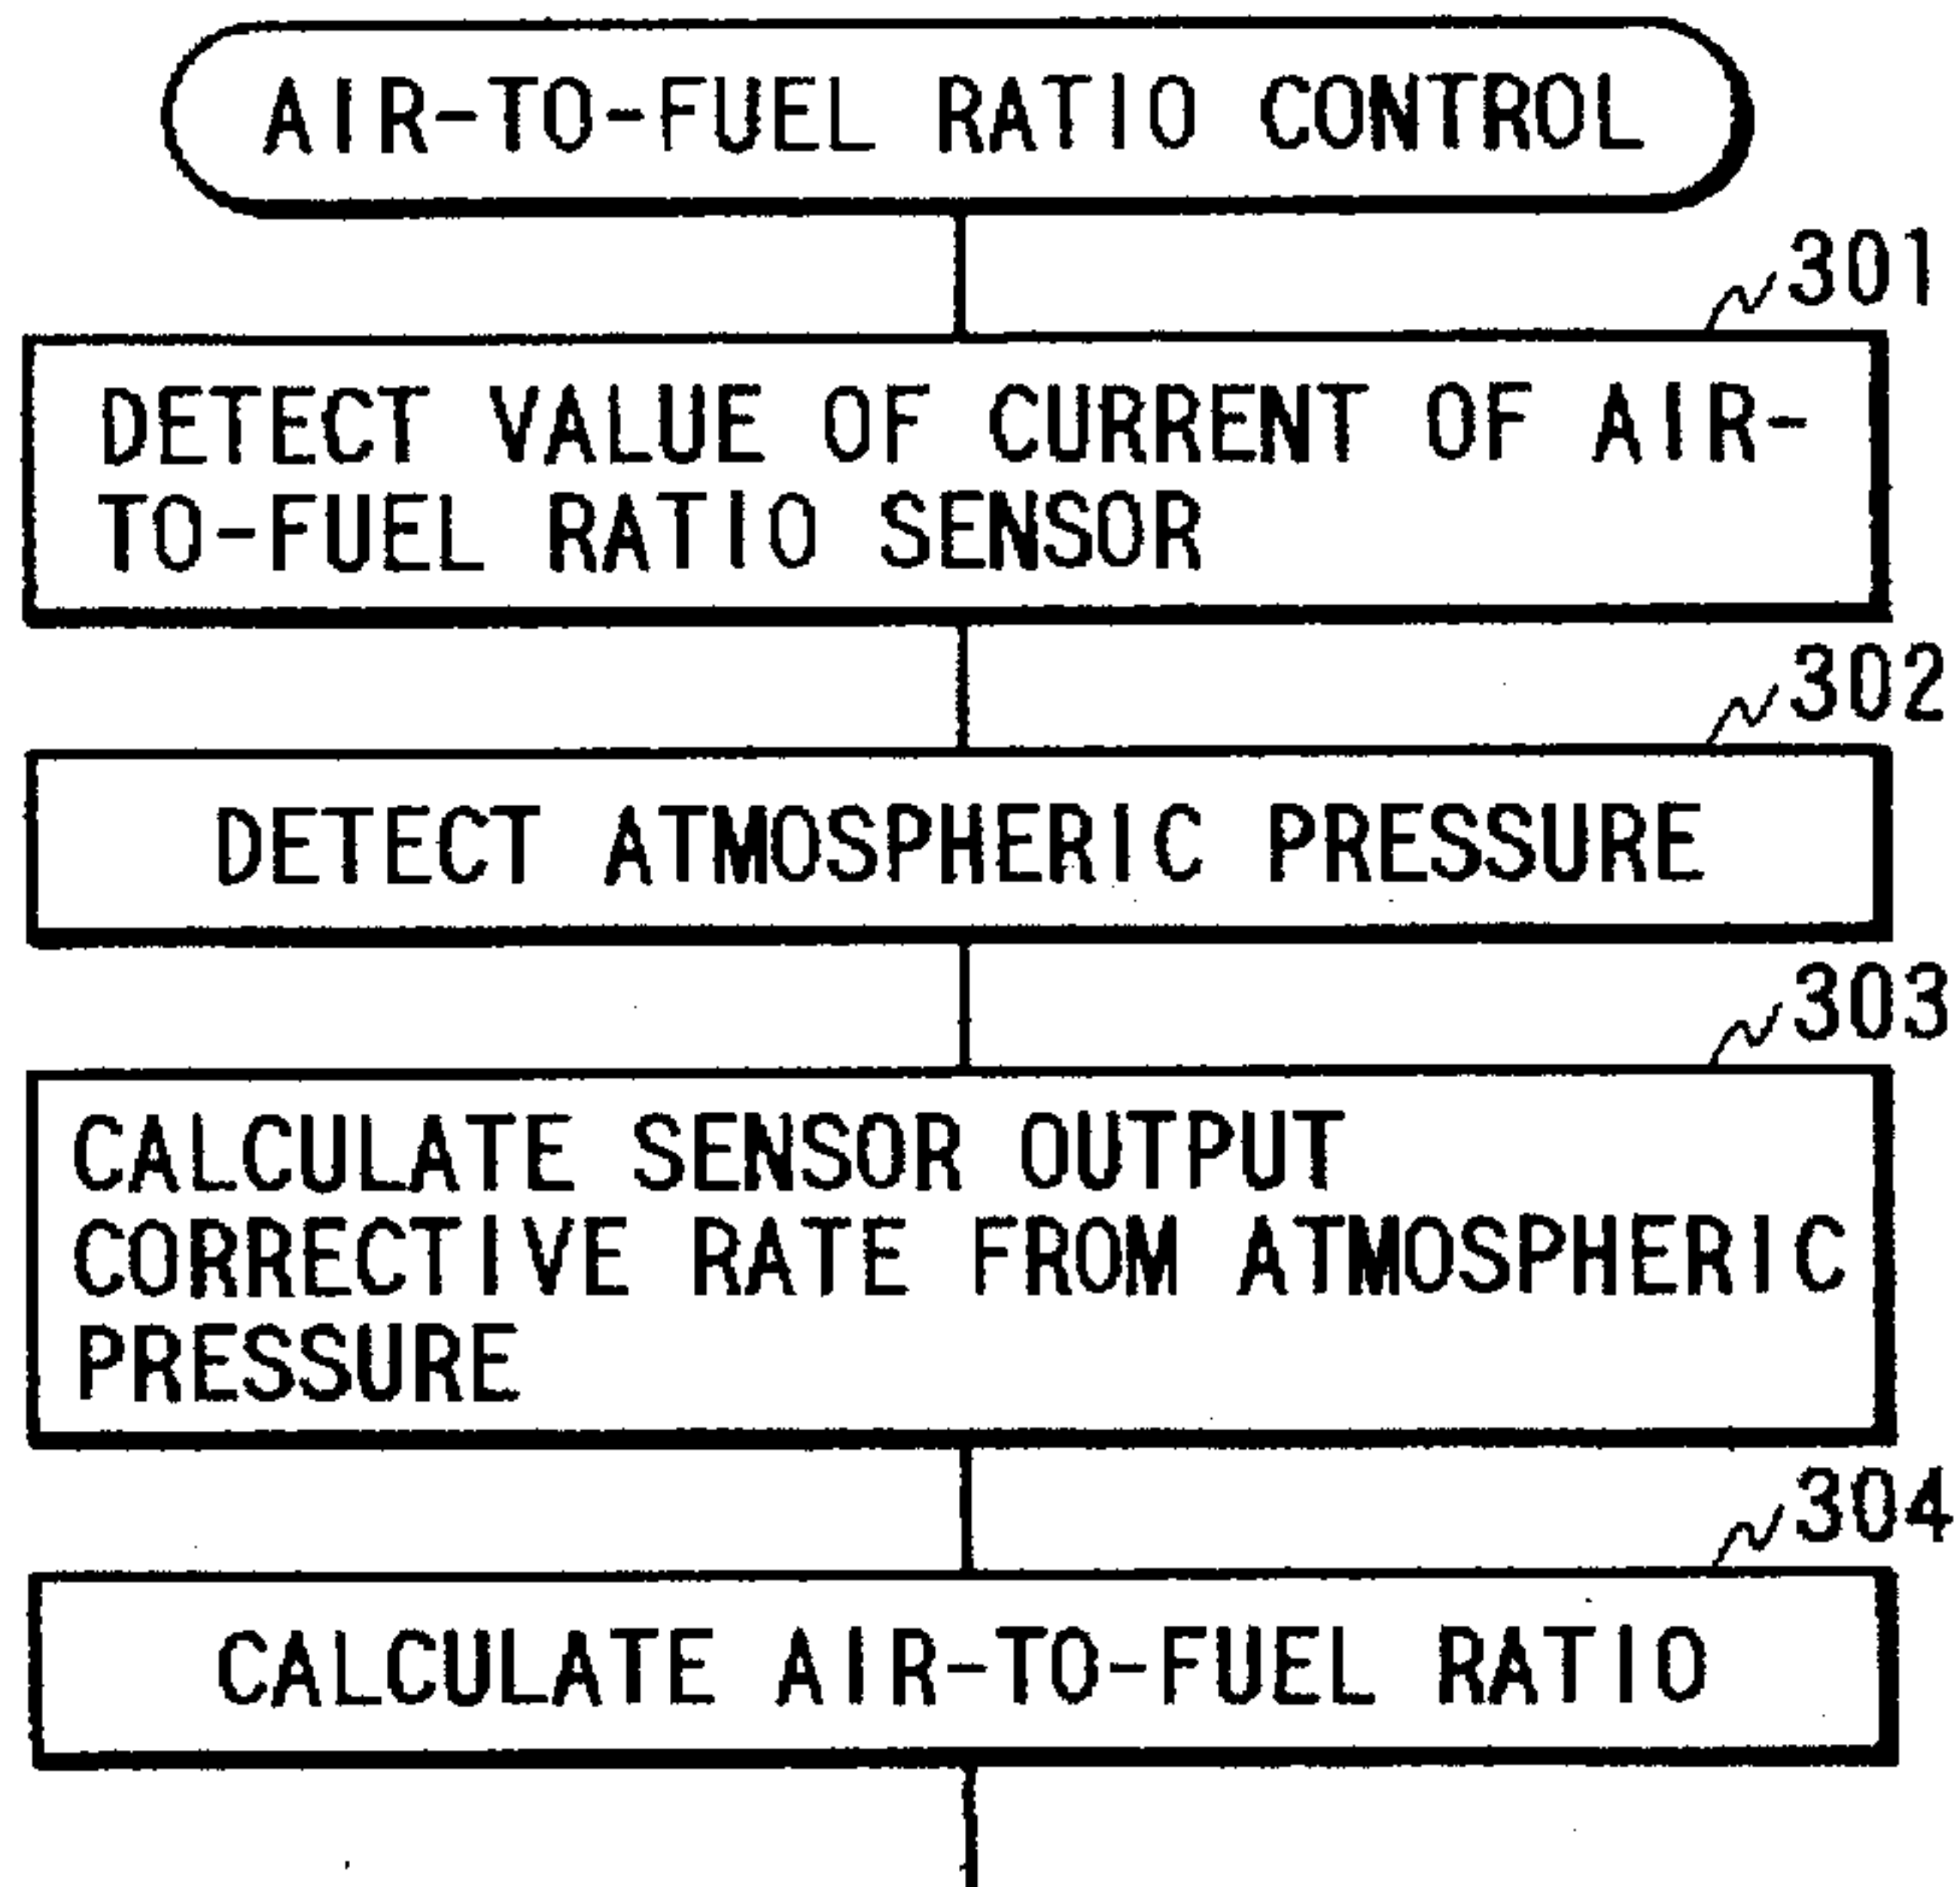 AIR-TO-FUEL RATIO CONTROL
301
DETECT VALUE OF CURRENT OF AIR-
TO-FUEL RATIO SENSOR
302
DETECT ATMOSPHERIC PRESSURE
303
CALCULATE SENSOR OUTPUT
CORRECTIVE RATE FROM ATMOSPHERIC
PRESSURE
304
CALCULATE AIR-TO-FUEL RATIO